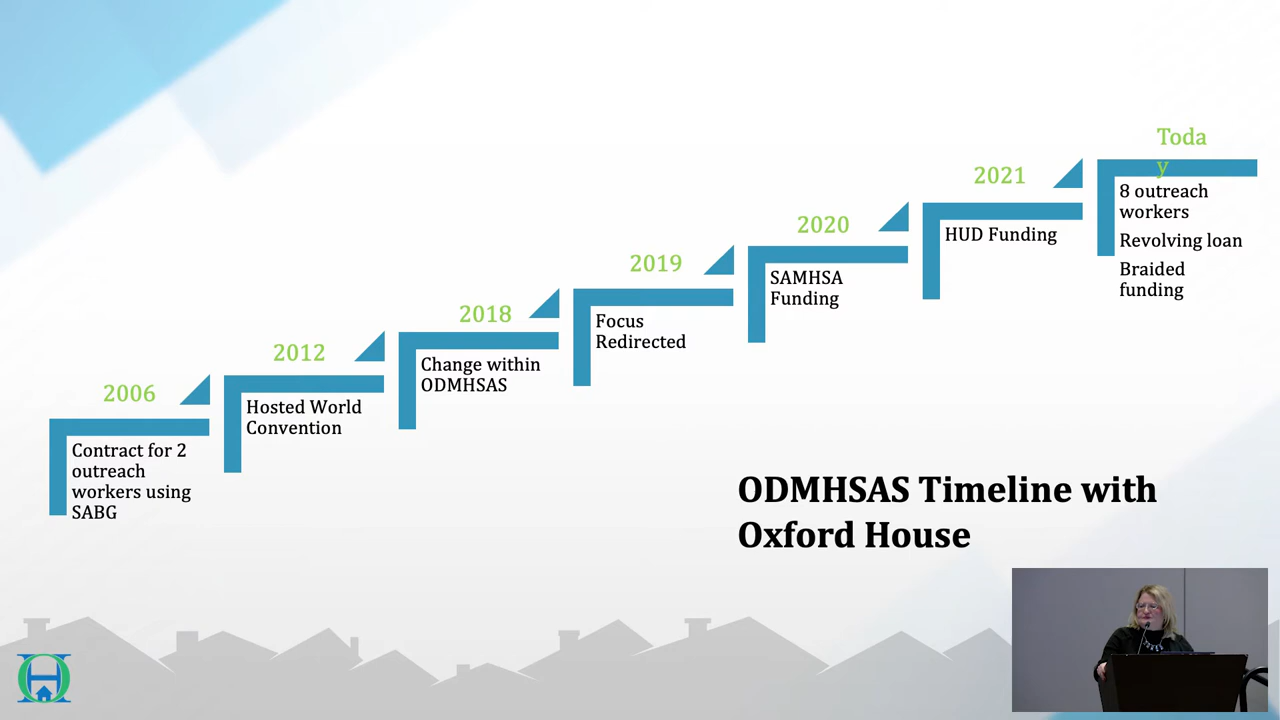 2006
Contract for 2
outreach
workers using
SABG
2012
Hosted World
Convention
2018
Change within
ODMHSAS
2019
Focus
Redirected
2020
SAMHSA
Funding
2021
HUD Funding
Toda
y
8 outreach
workers
Revolving loan
Braided
funding
ODMHSAS Timeline with
Oxford House